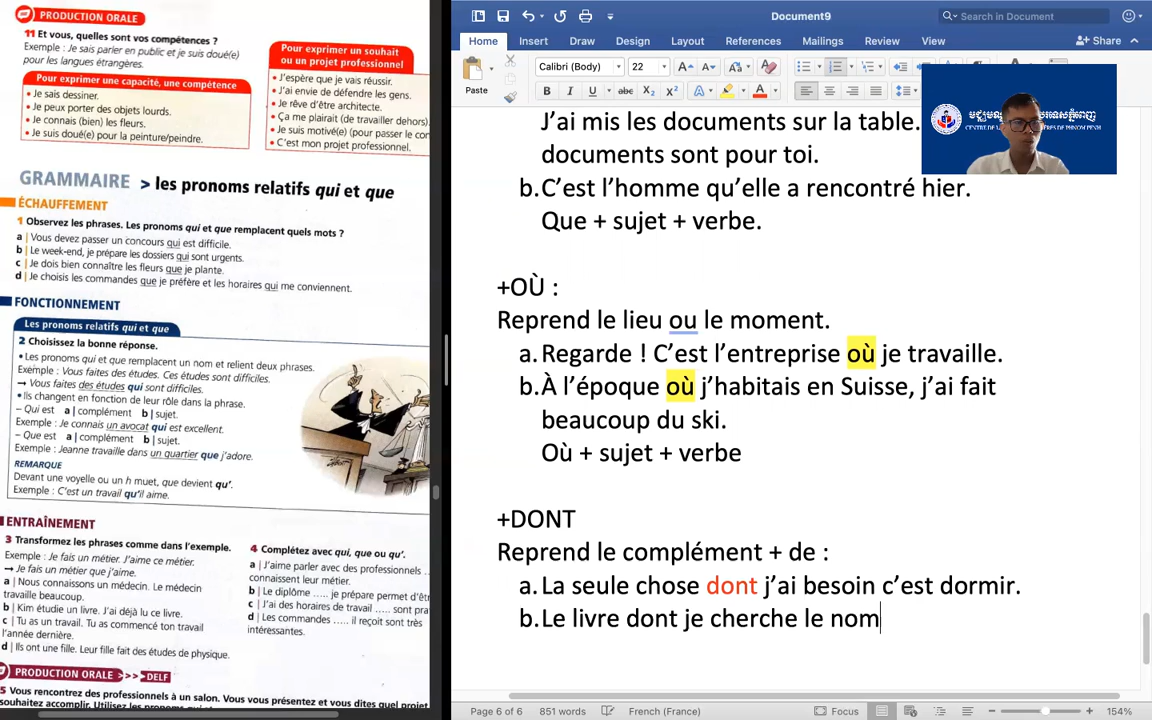 PRODUCTION ORALE
11 Et vous, quelles sont vos compétences ?
Exemple : Je sais parler en public et je suis doué(e)
pour les langues étrangères.
Pour exprimer une capacité, une compétence
• Je sais dessiner.
• Je peux porter des objets lourds.
• Je connais (bien) les fleurs.
• Je suis doué(e) pour la peinture/peindre.
Pour exprimer un souhait
ou un projet professionnel
• J'espère que je vais réussir.
• J'ai envie de défendre les gens.
• Je rêve d'être architecte.
• Ça me plairait (de travailler dehors).
• Je suis motivé(e) (pour passer le con
• C'est mon projet professionnel.
GRAMMAIRE > les pronoms relatifs qui et que
ÉCHAUFFEMENT
1 Observez les phrases. Les pronoms qui et que remplacent quels mots ?
a | Vous devez passer un concours qui est difficile.
b | Le week-end, je prépare les dossiers qui sont urgents.
c | Je dois bien connaître les fleurs que je plante.
d | Je choisis les commandes que je préfère et les horaires qui me conviennent.
FONCTIONNEMENT
Les pronoms relatifs qui et que
2 Choisissez la bonne réponse.
• Les pronoms qui et que remplacent un nom et relient deux phrases.
Exemple : Vous faites des études. Ces études sont difficiles.
→ Vous faites des études qui sont difficiles.
• Ils changent en fonction de leur rôle dans la phrase.
– Qui est a | complément b | sujet.
Exemple : Je connais un avocat qui est excellent.
– Que est a | complément b | sujet.
Exemple : Jeanne travaille dans un quartier que j'adore.
REMARQUE
Devant une voyelle ou un h muet, que devient qu'.
Exemple : C'est un travail qu'il aime.
ENTRAÎNEMENT
3 Transformez les phrases comme dans l'exemple.
Exemple : Je fais un métier. J'aime ce métier.
→ Je fais un métier que j'aime.
a | Nous connaissons un médecin. Le médecin
travaille beaucoup.
b | Kim étudie un livre. J'ai déjà lu ce livre.
c | Tu as un travail. Tu as commencé ton travail
l'année dernière.
d | Ils ont une fille. Leur fille fait des études de physique.
4 Complétez avec qui, que ou qu'.
a | J'aime parler avec des professionnels ..
connaissent leur métier.
b | Le diplôme ..... je prépare permet d'êtr
c | J'ai des horaires de travail ..... sont pra
d | Les commandes ..... il reçoit sont très
intéressantes.
PRODUCTION ORALE >>> DELF
5 Vous rencontrez des professionnels à un salon. Vous vous présentez et vous dites quel projet
souhaitez accomplir.
Document9
Search in Document
Home Insert Draw Design Layout References Mailings Review View Share
Paste
Calibri (Body) 22
J'ai mis les documents sur la table.
documents sont pour toi.
b. C'est l'homme qu'elle a rencontré hier.
Que + sujet + verbe.
+OÙ :
Reprend le lieu ou le moment.
a. Regarde ! C'est l'entreprise où je travaille.
b. À l'époque où j'habitais en Suisse, j'ai fait
beaucoup du ski.
Où + sujet + verbe
+DONT
Reprend le complément + de :
a. La seule chose dont j'ai besoin c'est dormir.
b. Le livre dont je cherche le nom
Page 6 of 6 851 words French (France) Focus 154%